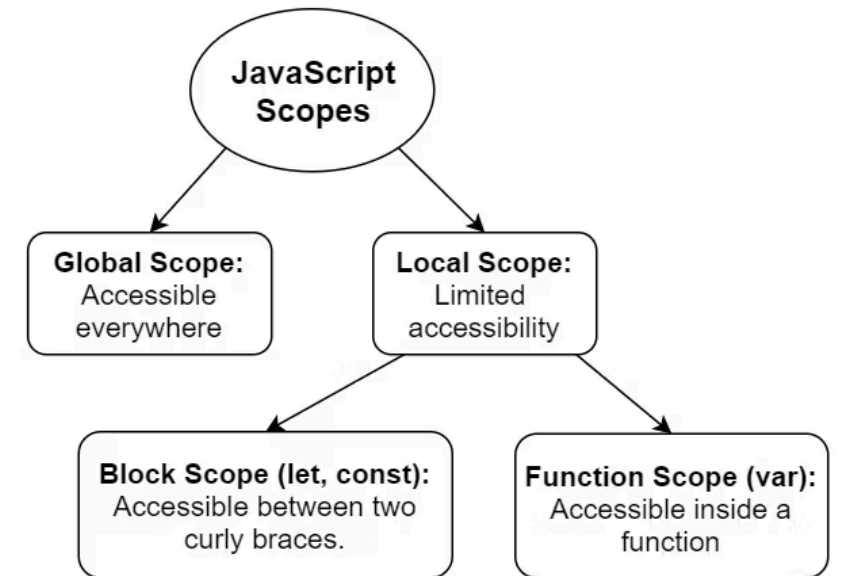 JavaScript
Scopes
Global Scope:
Accessible
everywhere
Local Scope:
Limited
accessibility
Block Scope (let, const):
Accessible between two
curly braces.
Function Scope (var):
Accessible inside a
function